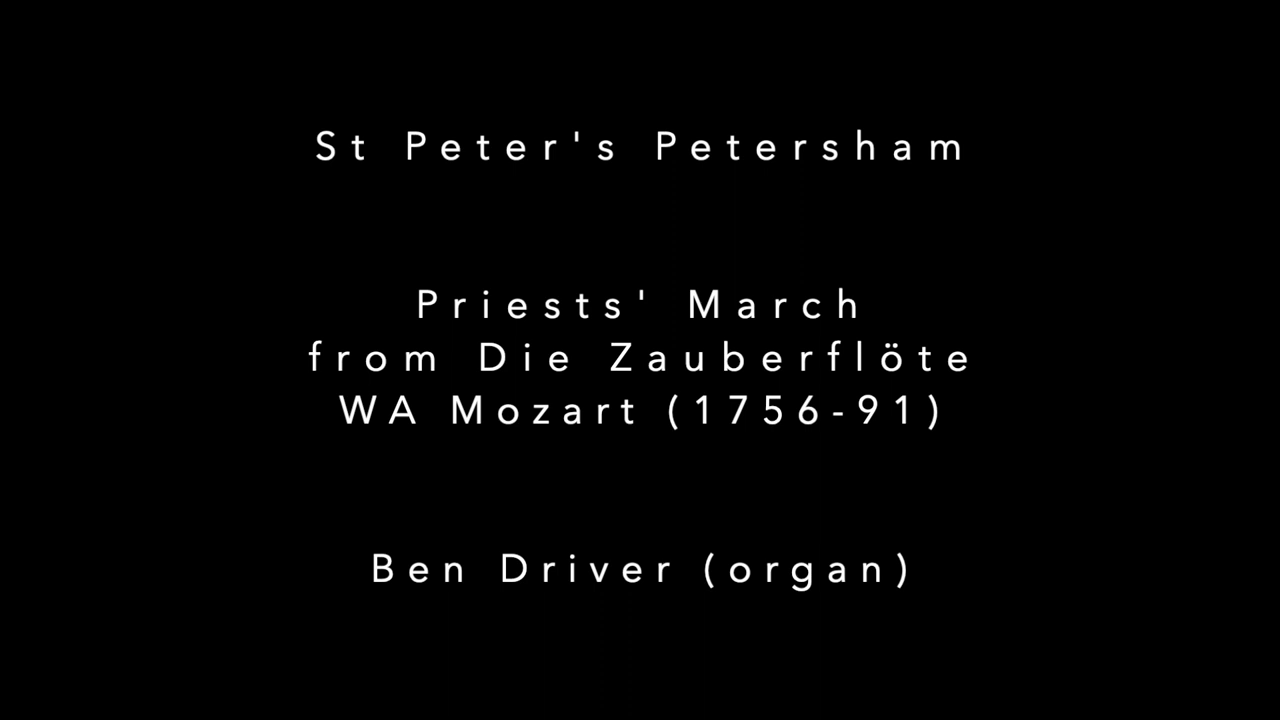 St Peter's Petersham
Priests' March
from Die Zauberflöte
WA Mozart (1756-91)
Ben Driver (organ)